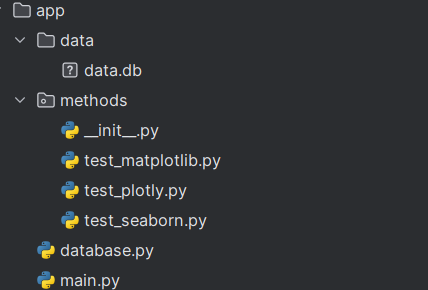 app
data
data.db
methods
__init__.py
test_matplotlib.py
test_plotly.py
test_seaborn.py
database.py
main.py